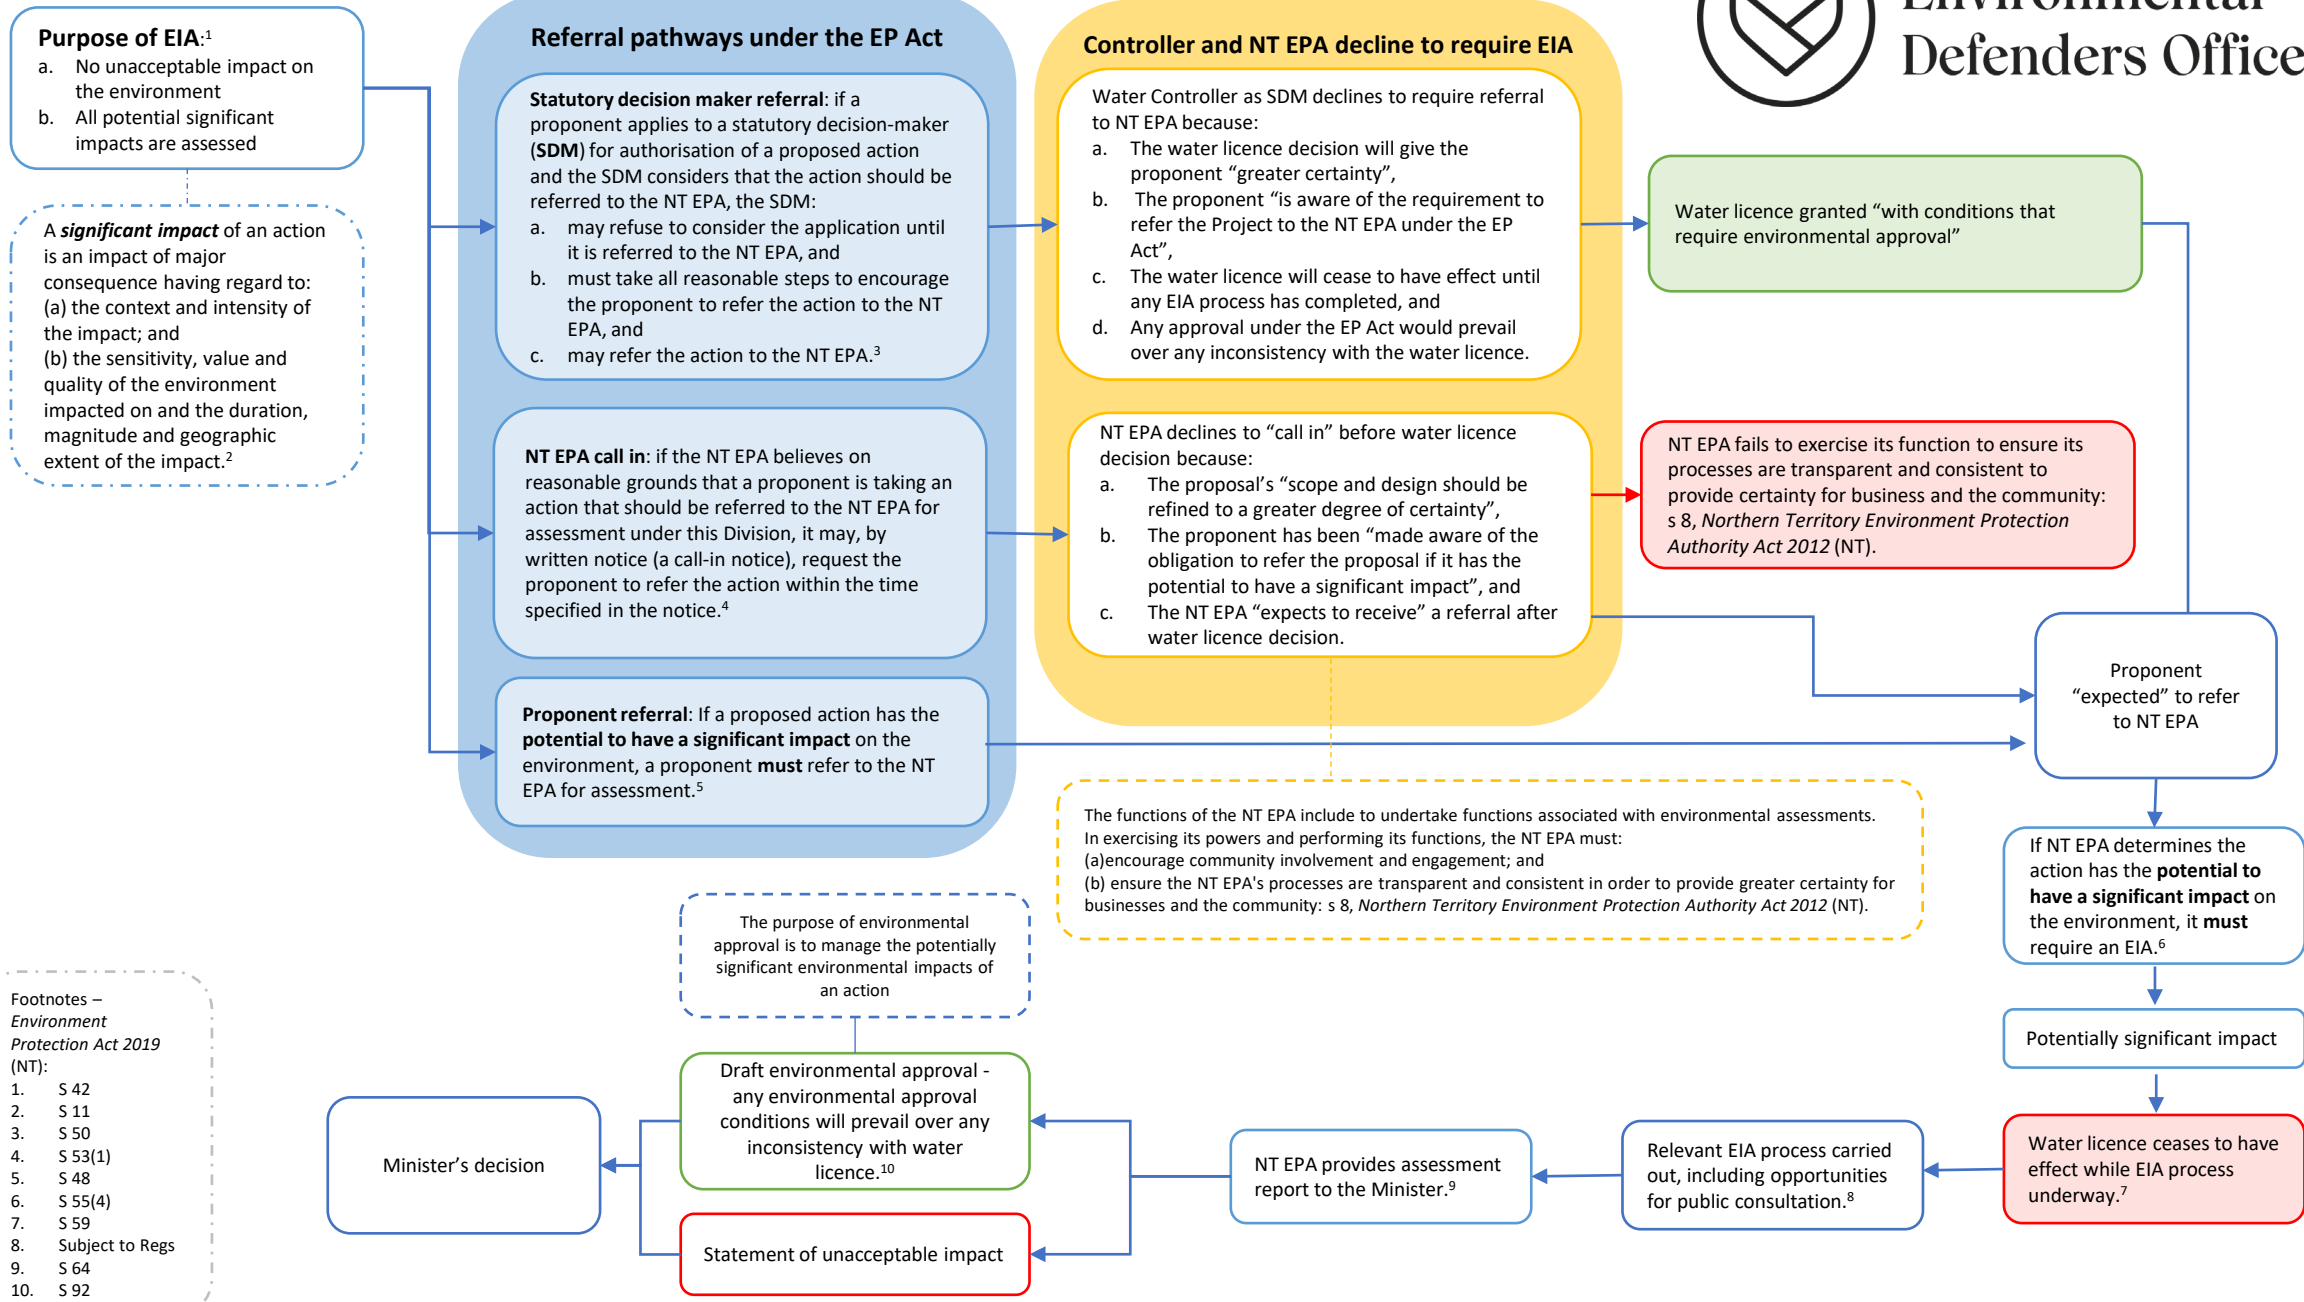 Purpose of EIA:1
a. No unacceptable impact on
the environment
b. All potential significant
impacts are assessed
A significant impact of an action
is an impact of major
consequence having regard to:
(a) the context and intensity of
the impact; and
(b) the sensitivity, value and
quality of the environment
impacted on and the duration,
magnitude and geographic
extent of the impact.2
Referral pathways under the EP Act
Statutory decision maker referral: if a
proponent applies to a statutory decision-maker
(SDM) for authorisation of a proposed action
and the SDM considers that the action should be
referred to the NT EPA, the SDM:
a. may refuse to consider the application until
it is referred to the NT EPA, and
b. must take all reasonable steps to encourage
the proponent to refer the action to the NT
EPA, and
c. may refer the action to the NT EPA.3
NT EPA call in: if the NT EPA believes on
reasonable grounds that a proponent is taking an
action that should be referred to the NT EPA for
assessment under this Division, it may, by
written notice (a call-in notice), request the
proponent to refer the action within the time
specified in the notice.4
Proponent referral: If a proposed action has the
potential to have a significant impact on the
environment, a proponent must refer to the NT
EPA for assessment.5
Controller and NT EPA decline to require EIA
Water Controller as SDM declines to require referral
to NT EPA because:
a. The water licence decision will give the
proponent “greater certainty”,
b. The proponent “is aware of the requirement to
refer the Project to the NT EPA under the EP
Act”,
c. The water licence will cease to have effect until
any EIA process has completed, and
d. Any approval under the EP Act would prevail
over any inconsistency with the water licence.
NT EPA declines to “call in” before water licence
decision because:
a. The proposal’s “scope and design should be
refined to a greater degree of certainty”,
b. The proponent has been “made aware of the
obligation to refer the proposal if it has the
potential to have a significant impact”, and
c. The NT EPA “expects to receive” a referral after
water licence decision.
Environmental
Defenders Office
Water licence granted “with conditions that
require environmental approval”
NT EPA fails to exercise its function to ensure its
processes are transparent and consistent to
provide certainty for business and the community:
s 8, Northern Territory Environment Protection
Authority Act 2012 (NT).
Proponent
“expected” to refer
to NT EPA
The functions of the NT EPA include to undertake functions associated with environmental assessments.
In exercising its powers and performing its functions, the NT EPA must:
(a)encourage community involvement and engagement; and
(b) ensure the NT EPA's processes are transparent and consistent in order to provide greater certainty for
businesses and the community: s 8, Northern Territory Environment Protection Authority Act 2012 (NT).
If NT EPA determines the
action has the potential to
have a significant impact on
the environment, it must
require an EIA.6
Potentially significant impact
Water licence ceases to have
effect while EIA process
underway.7
Relevant EIA process carried
out, including opportunities
for public consultation.8
NT EPA provides assessment
report to the Minister.9
The purpose of environmental
approval is to manage the potentially
significant environmental impacts of
an action
Draft environmental approval -
any environmental approval
conditions will prevail over any
inconsistency with water
licence.10
Statement of unacceptable impact
Minister’s decision
Footnotes –
Environment
Protection Act 2019
(NT):
1. S 42
2. S 11
3. S 50
4. S 53(1)
5. S 48
6. S 55(4)
7. S 59
8. Subject to Regs
9. S 64
10. S 92